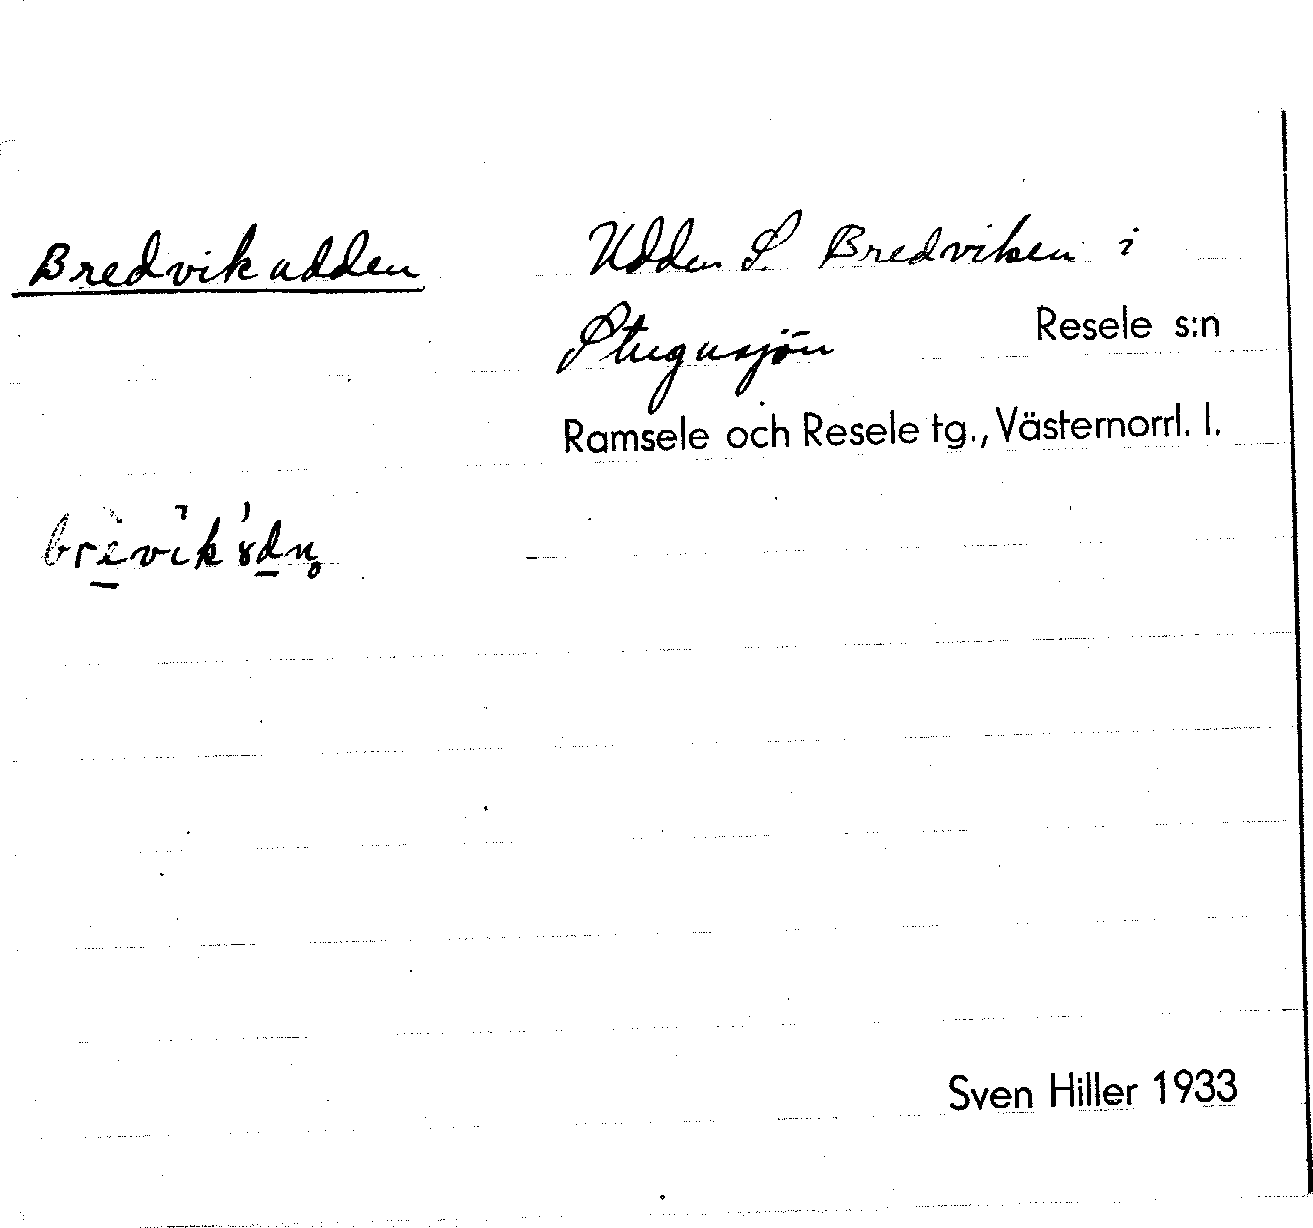 Bredvikudden
Udden S. Bredviken i
Stugusjön
Resele s:n
Ramsele och Resele tg., Västernorrl. l.
Sven Hiller 1933